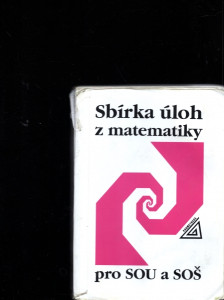 Sbírka úloh
z matematiky
pro SOU a SOŠ